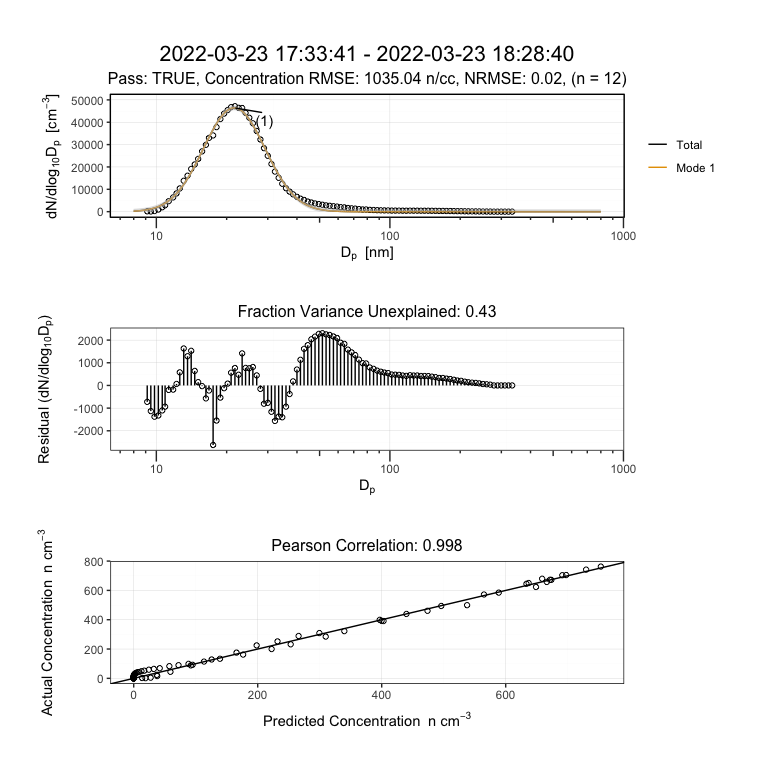 2022-03-23 17:33:41 - 2022-03-23 18:28:40
Pass: TRUE, Concentration RMSE: 1035.04 n/cc, NRMSE: 0.02, (n = 12)
dN/dlog₁₀Dₚ [cm⁻³]
50000
40000
30000
20000
10000
0
(1)
10
100
1000
Dₚ [nm]
Total
Mode 1
Fraction Variance Unexplained: 0.43
Residual (dN/dlog₁₀Dₚ)
2000
1000
0
-1000
-2000
10
100
1000
Dₚ
Pearson Correlation: 0.998
Actual Concentration n cm⁻³
800
600
400
200
0
0
200
400
600
Predicted Concentration n cm⁻³